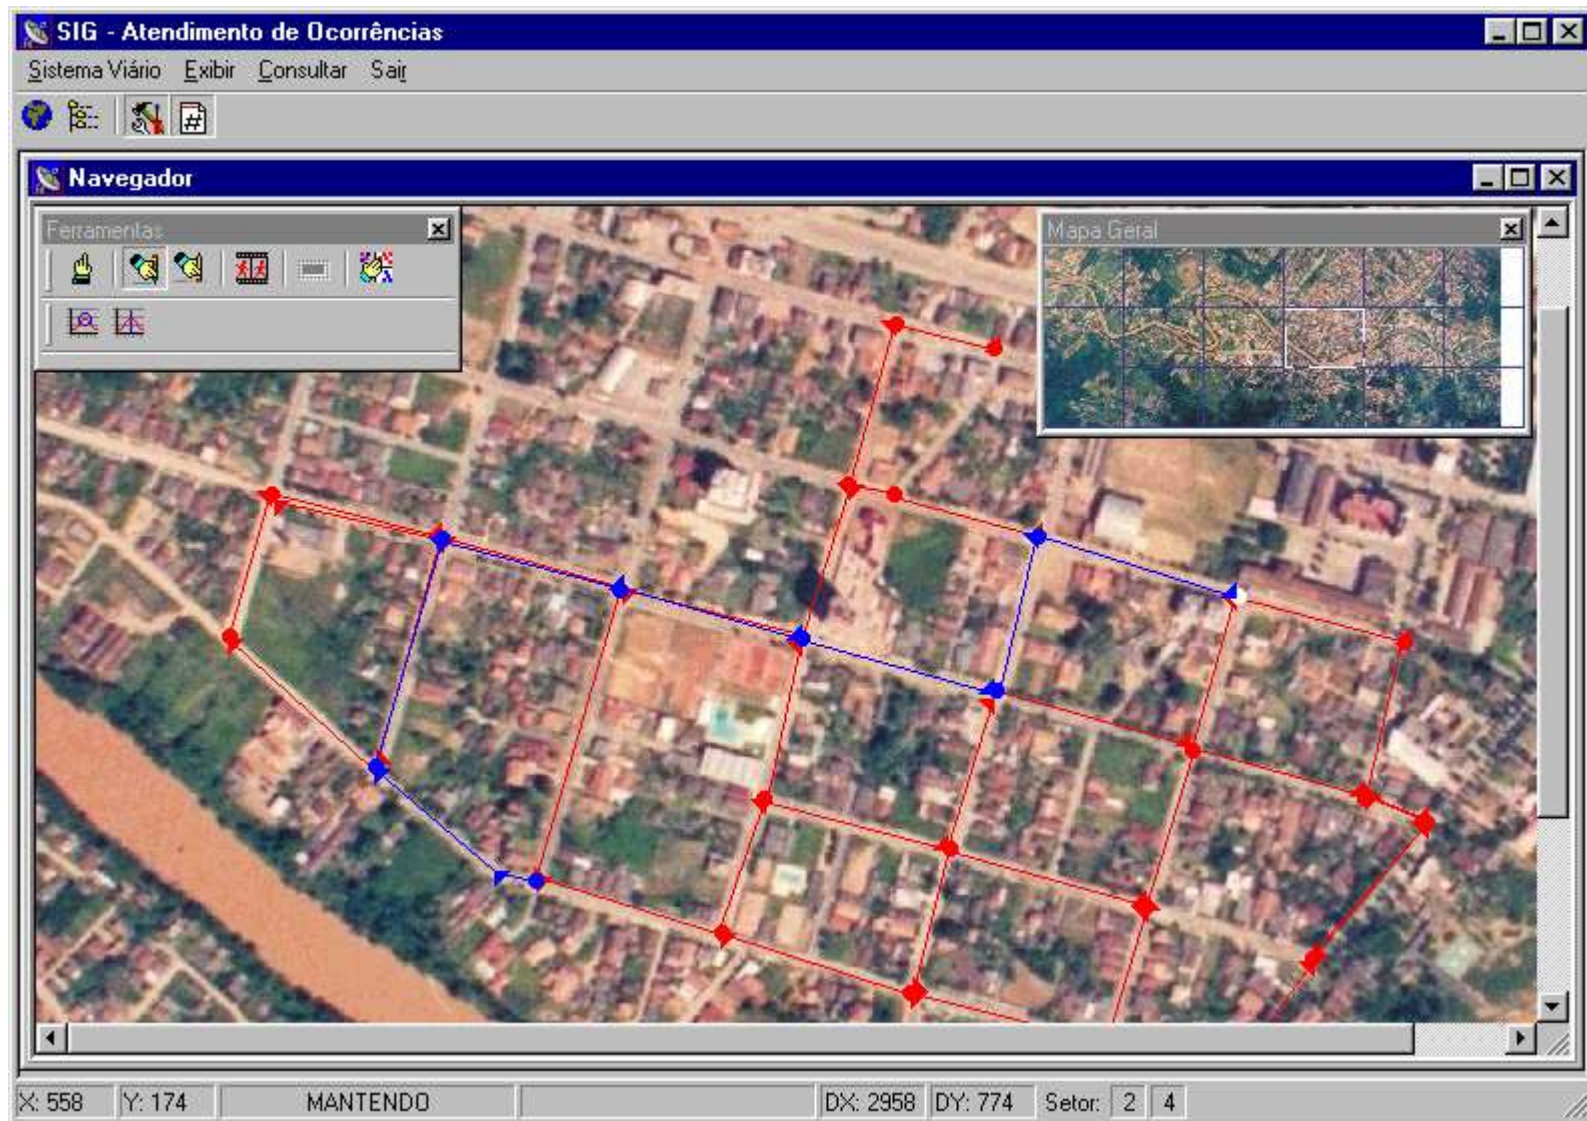 SIG - Atendimento de Ocorrências
Sistema Viário Exibir Consultar Sair
#
Navegador
Ferramentas
Mapa Geral
X: 558 Y: 174 MANTENDO DX: 2958 DY: 774 Setor: 2 4